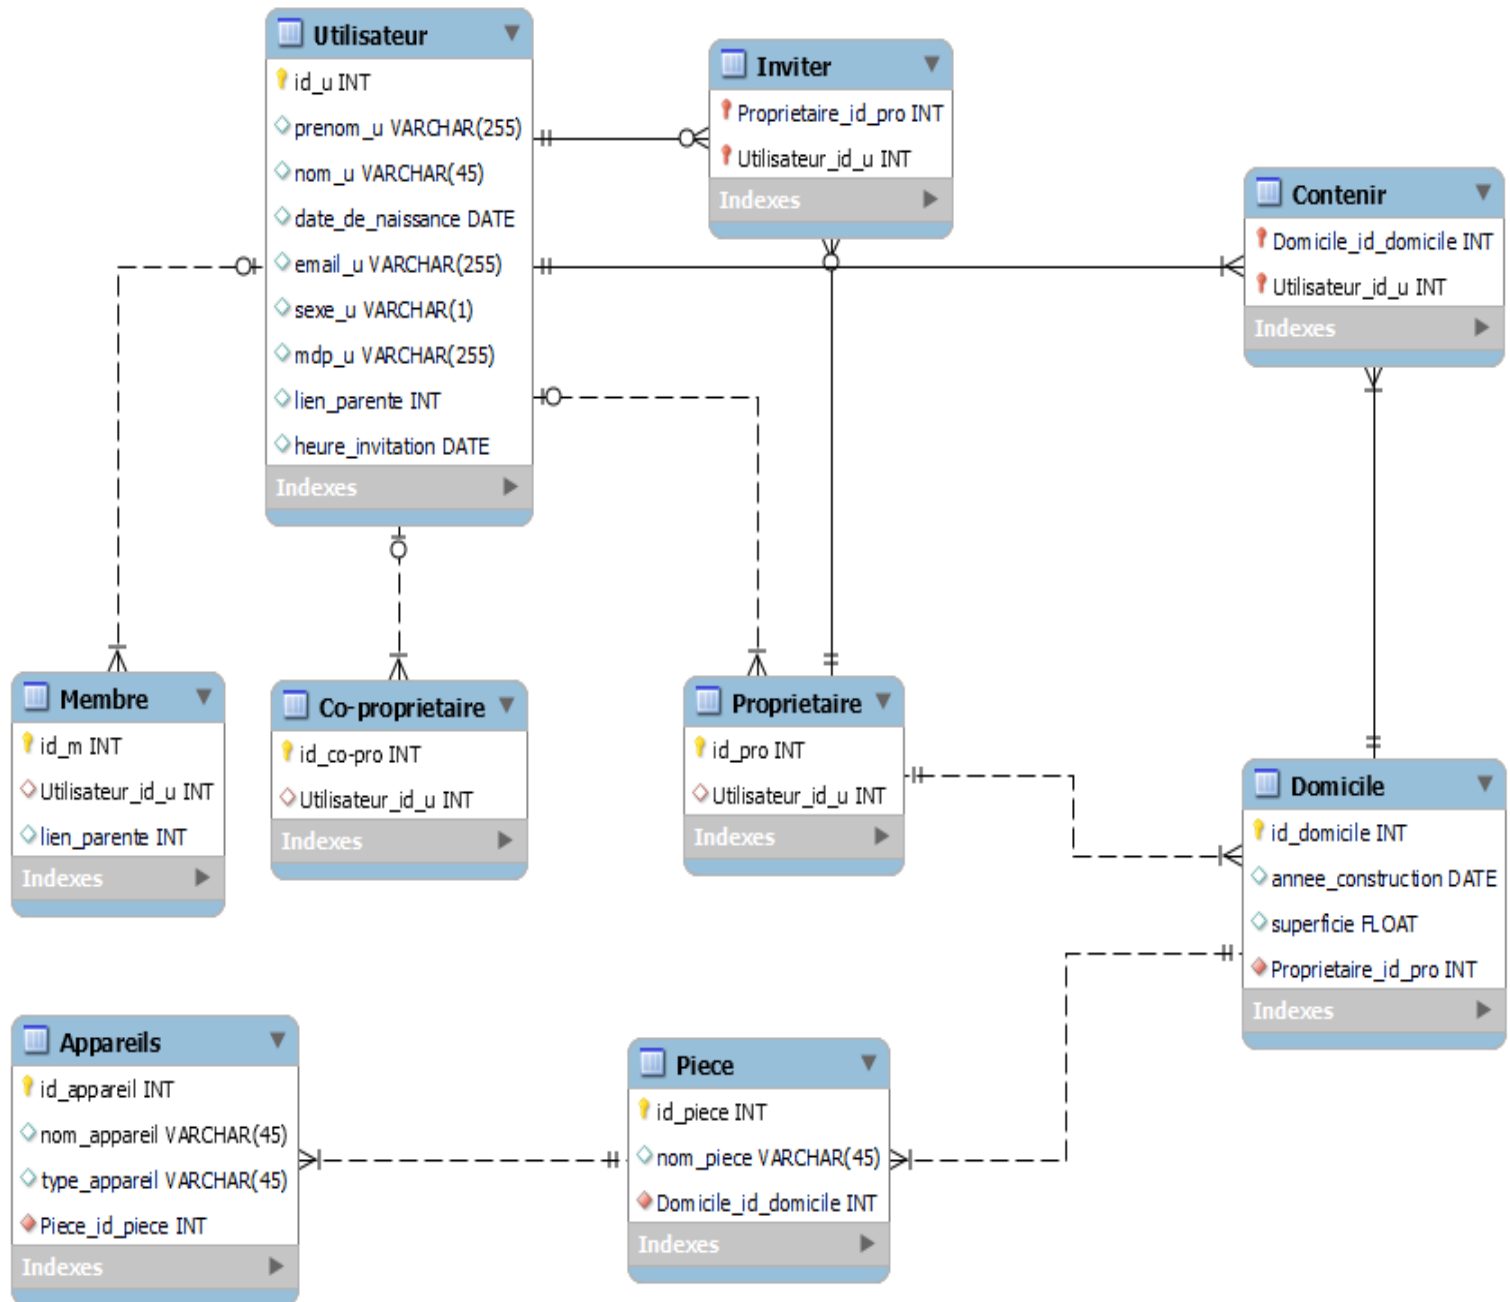 Utilisateur
id_u INT
prenom_u VARCHAR(255)
nom_u VARCHAR(45)
date_de_naissance DATE
email_u VARCHAR(255)
sexe_u VARCHAR(1)
mdp_u VARCHAR(255)
lien_parente INT
heure_invitation DATE
Indexes
Inviter
Proprietaire_id_pro INT
Utilisateur_id_u INT
Indexes
Contenir
Domicile_id_domicile INT
Utilisateur_id_u INT
Indexes
Membre
id_m INT
Utilisateur_id_u INT
lien_parente INT
Indexes
Co-proprietaire
id_co-pro INT
Utilisateur_id_u INT
Indexes
Proprietaire
id_pro INT
Utilisateur_id_u INT
Indexes
Domicile
id_domicile INT
annee_construction DATE
superficie FLOAT
Proprietaire_id_pro INT
Indexes
Appareils
id_appareil INT
nom_appareil VARCHAR(45)
type_appareil VARCHAR(45)
Piece_id_piece INT
Indexes
Piece
id_piece INT
nom_piece VARCHAR(45)
Domicile_id_domicile INT
Indexes